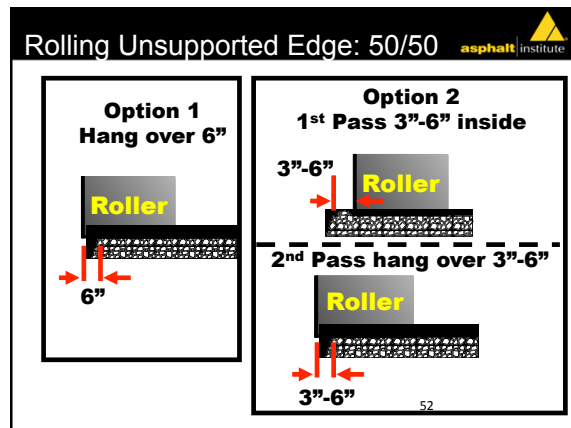 Rolling Unsupported Edge: 50/50
asphalt institute
Option 1
Hang over 6”
Roller
6”
Option 2
1st Pass 3”-6” inside
3”-6”
Roller
2nd Pass hang over 3”-6”
Roller
3”-6”
52